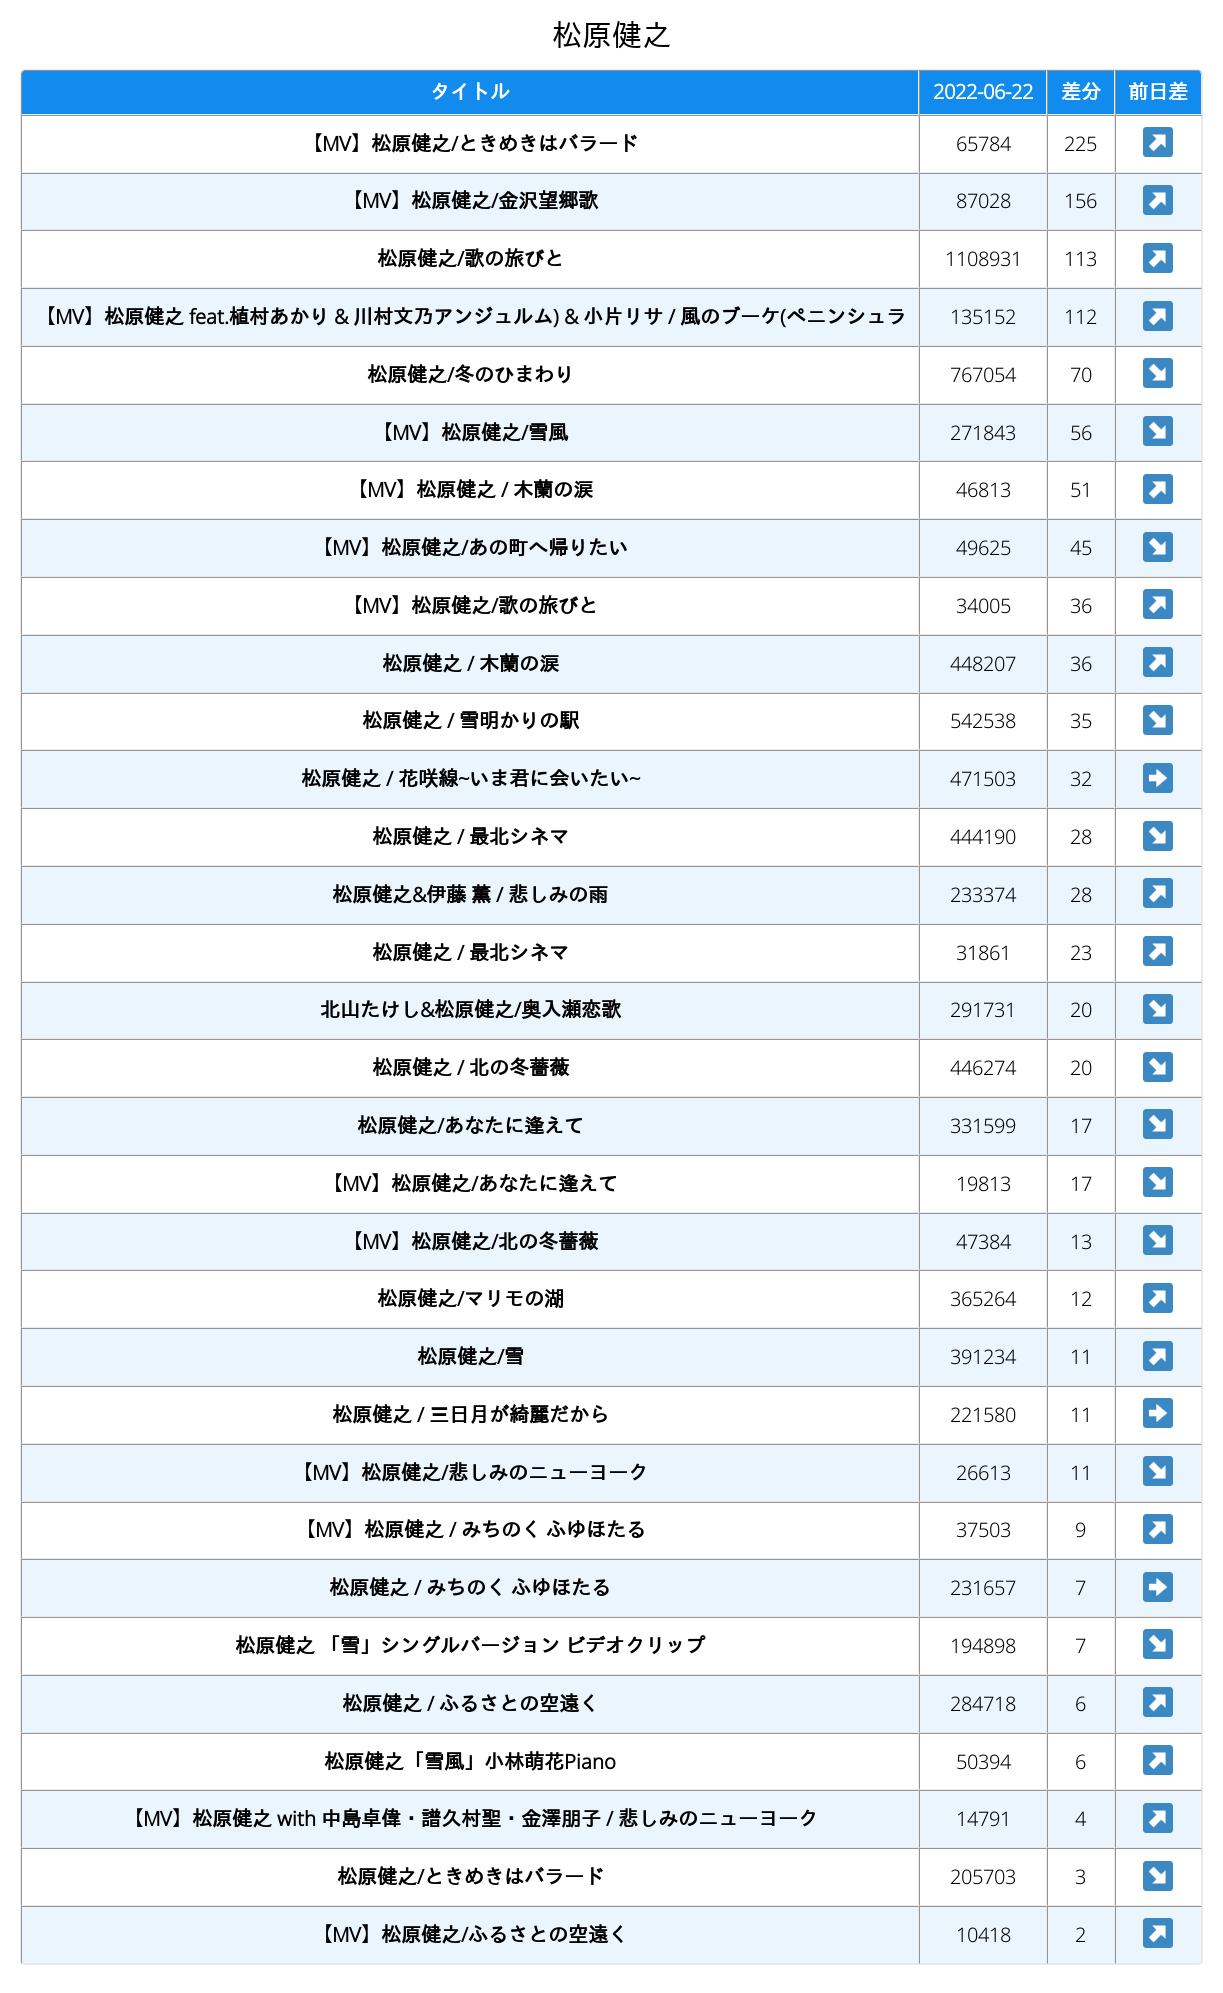 松原健之
タイトル 2022-06-22 差分 前日差
【MV】松原健之/ときめきはバラード 65784 225 ↗
【MV】松原健之/金沢望郷歌 87028 156 ↗
松原健之/歌の旅びと 1108931 113 ↗
【MV】松原健之 feat.植村あかり & 川村文乃アンジュルム) & 小片リサ / 風のブーケ(ペニンシュラ 135152 112 ↗
松原健之/冬のひまわり 767054 70 ↘
【MV】松原健之/雪風 271843 56 ↘
【MV】松原健之 / 木蘭の涙 46813 51 ↗
【MV】松原健之/あの町へ帰りたい 49625 45 ↘
【MV】松原健之/歌の旅びと 34005 36 ↗
松原健之 / 木蘭の涙 448207 36 ↗
松原健之 / 雪明かりの駅 542538 35 ↘
松原健之 / 花咲線~いま君に会いたい~ 471503 32 ➡
松原健之 / 最北シネマ 444190 28 ↘
松原健之&伊藤 薫 / 悲しみの雨 233374 28 ↗
松原健之 / 最北シネマ 31861 23 ↗
北山たけし&松原健之/奥入瀬恋歌 291731 20 ↘
松原健之 / 北の冬薔薇 446274 20 ↘
松原健之/あなたに逢えて 331599 17 ↘
【MV】松原健之/あなたに逢えて 19813 17 ↘
【MV】松原健之/北の冬薔薇 47384 13 ↘
松原健之/マリモの湖 365264 12 ↗
松原健之/雪 391234 11 ↗
松原健之 / 三日月が綺麗だから 221580 11 ➡
【MV】松原健之/悲しみのニューヨーク 26613 11 ↘
【MV】松原健之 / みちのく ふゆほたる 37503 9 ↗
松原健之 / みちのく ふゆほたる 231657 7 ➡
松原健之 「雪」シングルバージョン ビデオクリップ 194898 7 ↘
松原健之 / ふるさとの空遠く 284718 6 ↗
松原健之「雪風」小林萌花Piano 50394 6 ↗
【MV】松原健之 with 中島卓偉・譜久村聖・金澤朋子 / 悲しみのニューヨーク 14791 4 ↗
松原健之/ときめきはバラード 205703 3 ↘
【MV】松原健之/ふるさとの空遠く 10418 2 ↗